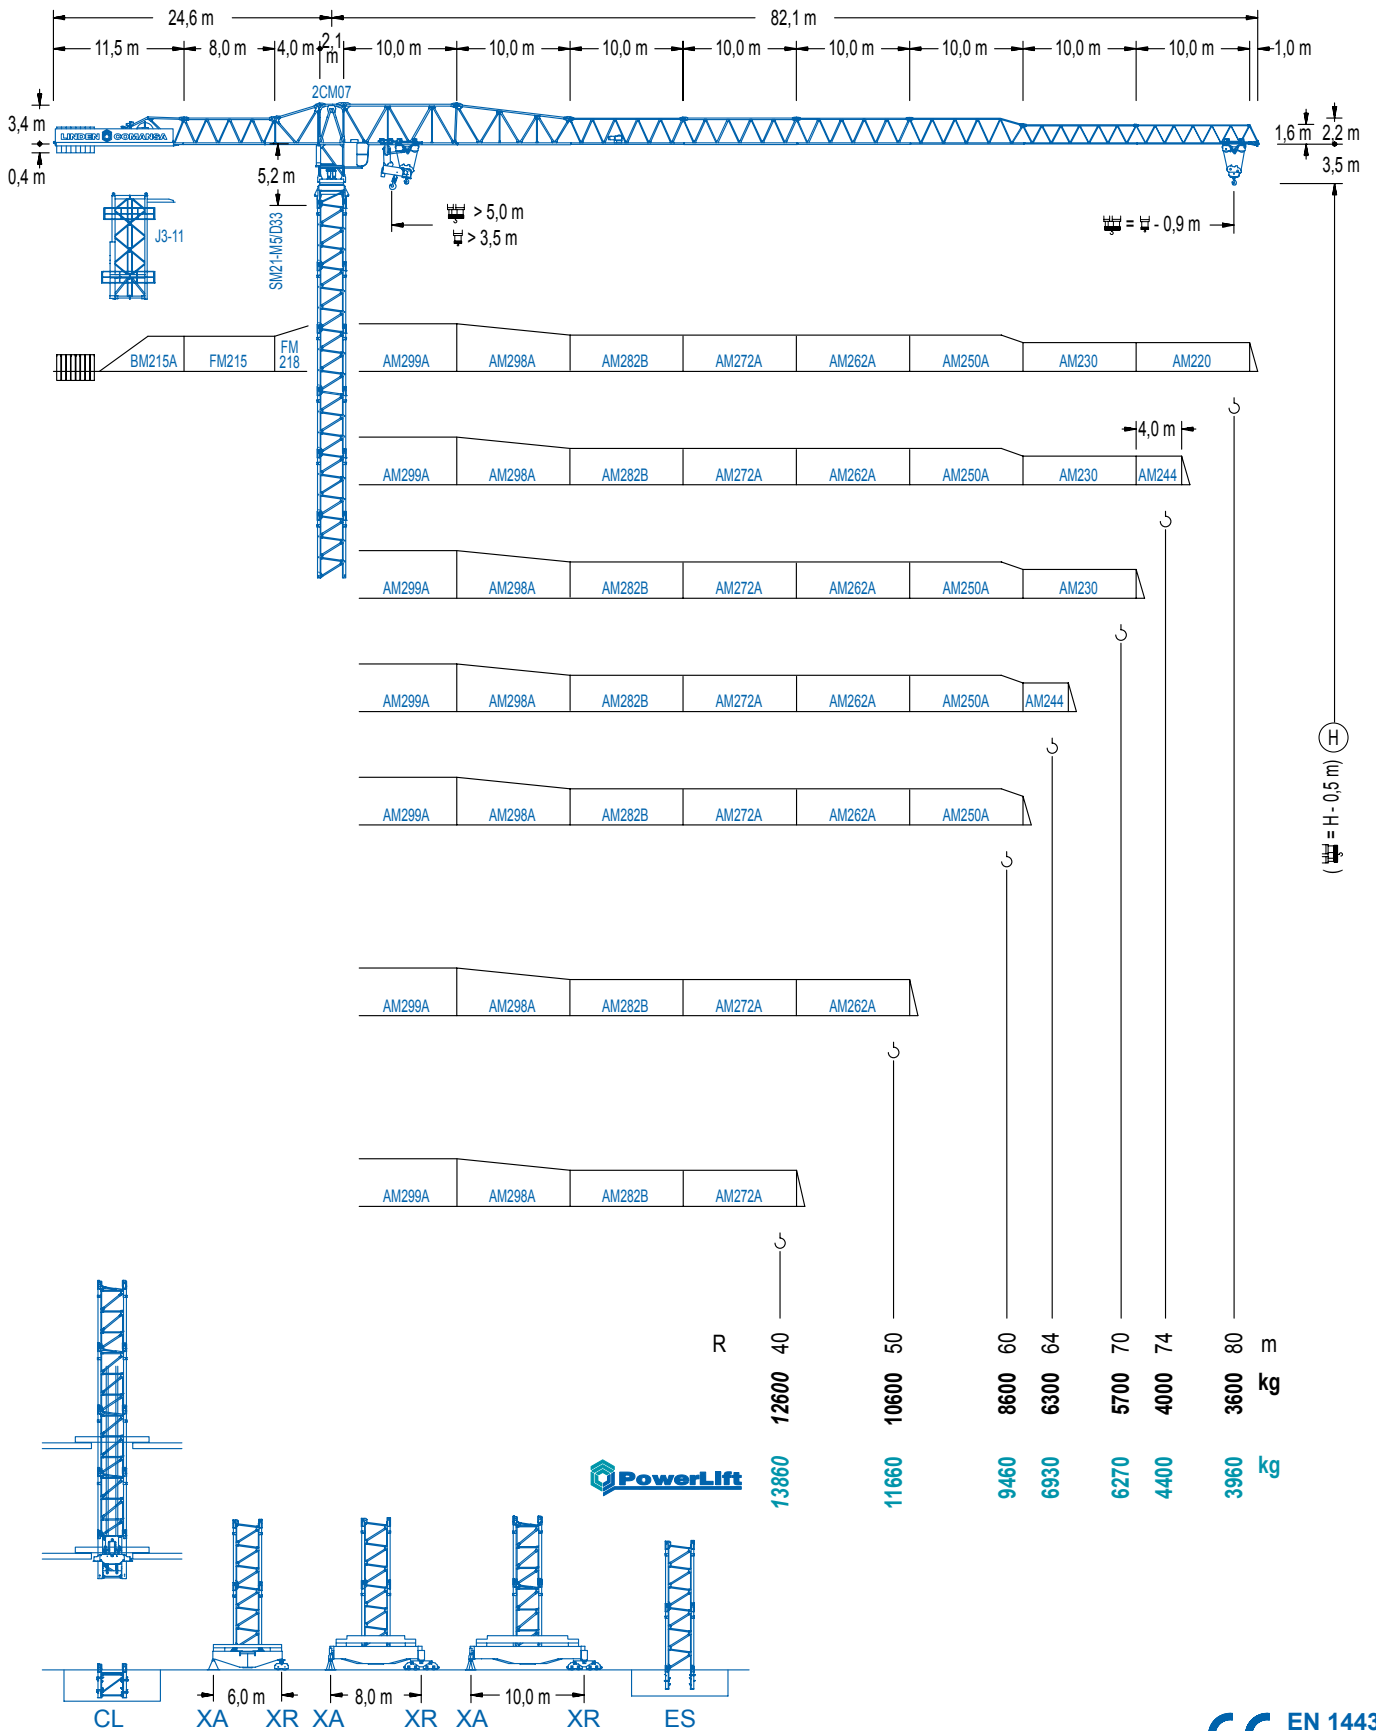 24,6 m 82,1 m
11,5 m 8,0 m 4,0 m 2,1 m 10,0 m 10,0 m 10,0 m 10,0 m 10,0 m 10,0 m 10,0 m 10,0 m 1,0 m
2CM07
3,4 m LINDEN COMANSA 1,6 m 2,2 m
0,4 m 5,2 m 3,5 m
J3-11
SM21-M5/D33
> 5,0 m
> 3,5 m
= - 0,9 m
BM215A FM215 FM 218 AM299A AM298A AM282B AM272A AM262A AM250A AM230 AM220
4,0 m
AM299A AM298A AM282B AM272A AM262A AM250A AM230 AM244
AM299A AM298A AM282B AM272A AM262A AM250A AM230
AM299A AM298A AM282B AM272A AM262A AM250A AM244
H
( = H - 0,5 m)
AM299A AM298A AM282B AM272A AM262A AM250A
AM299A AM298A AM282B AM272A AM262A
AM299A AM298A AM282B AM272A
R 40 50 60 64 70 74 80 m
12600 10600 8600 6300 5700 4000 3600 kg
PowerLift 13860 11660 9460 6930 6270 4400 3960 kg
6,0 m 8,0 m 10,0 m
CL XA XR XA XR XA XR ES
CE EN 1443